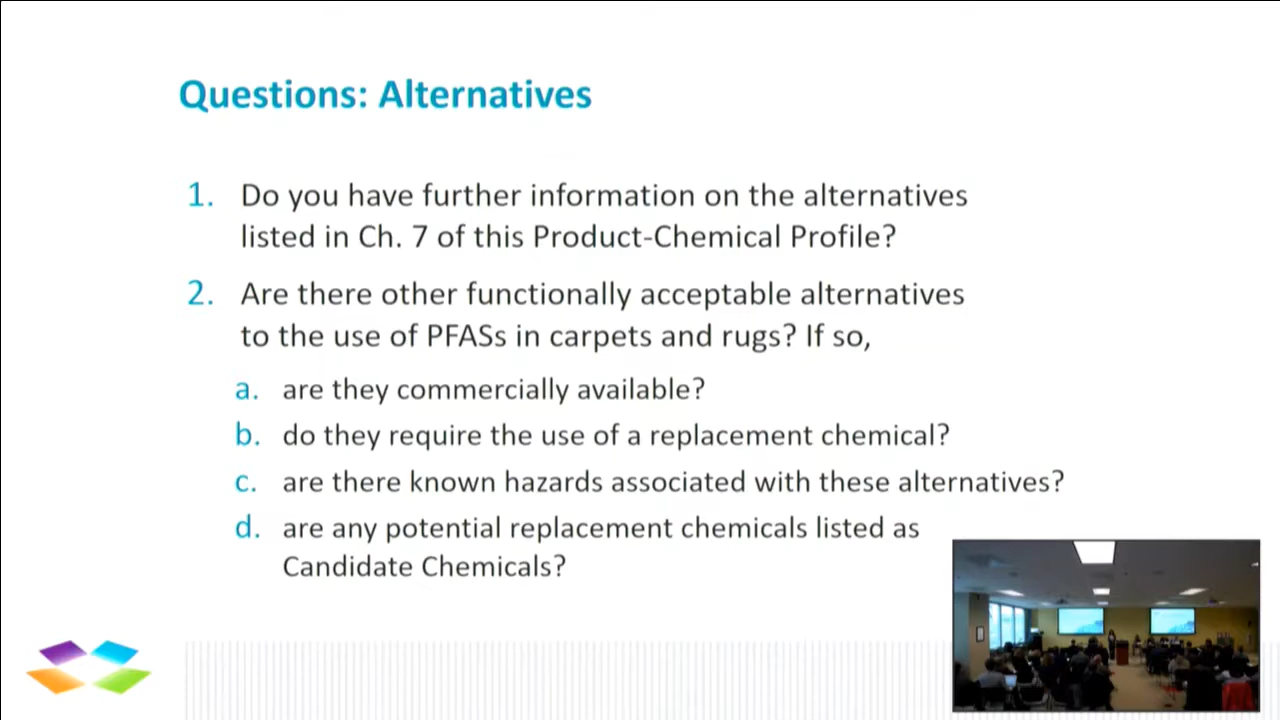 Questions: Alternatives
1. Do you have further information on the alternatives
listed in Ch. 7 of this Product-Chemical Profile?
2. Are there other functionally acceptable alternatives
to the use of PFASs in carpets and rugs? If so,
a. are they commercially available?
b. do they require the use of a replacement chemical?
c. are there known hazards associated with these alternatives?
d. are any potential replacement chemicals listed as
Candidate Chemicals?